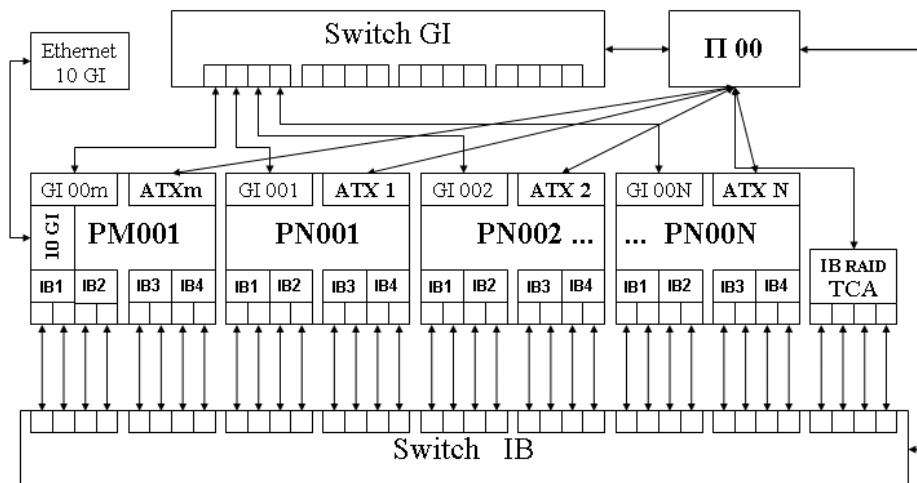 Switch GI
П 00
Ethernet
10 GI
GI 00m
ATXm
GI 001
ATX 1
GI 002
ATX 2
GI 00N
ATX N
10 GI
PM001
PN001
PN002 ...
... PN00N
IB RAID
TCA
IB1 IB2 IB3 IB4
IB1 IB2 IB3 IB4
IB1 IB2 IB3 IB4
IB1 IB2 IB3 IB4
Switch IB